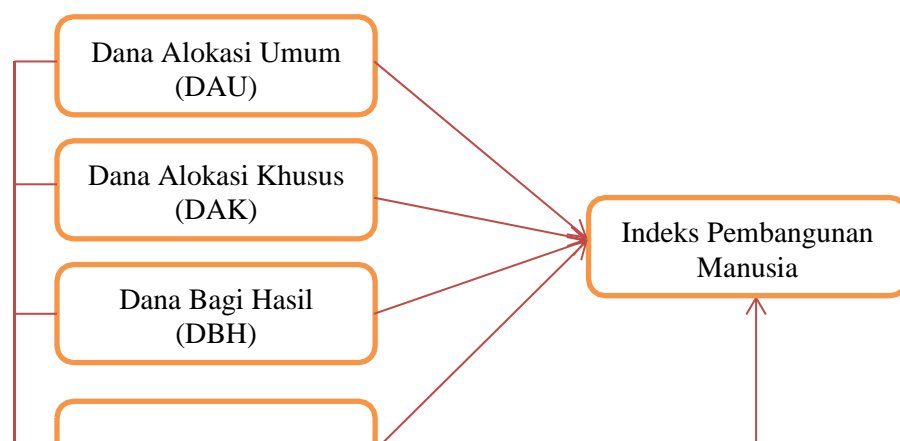 Dana Alokasi Umum
(DAU)
Dana Alokasi Khusus
(DAK)
Dana Bagi Hasil
(DBH)
Indeks Pembangunan
Manusia